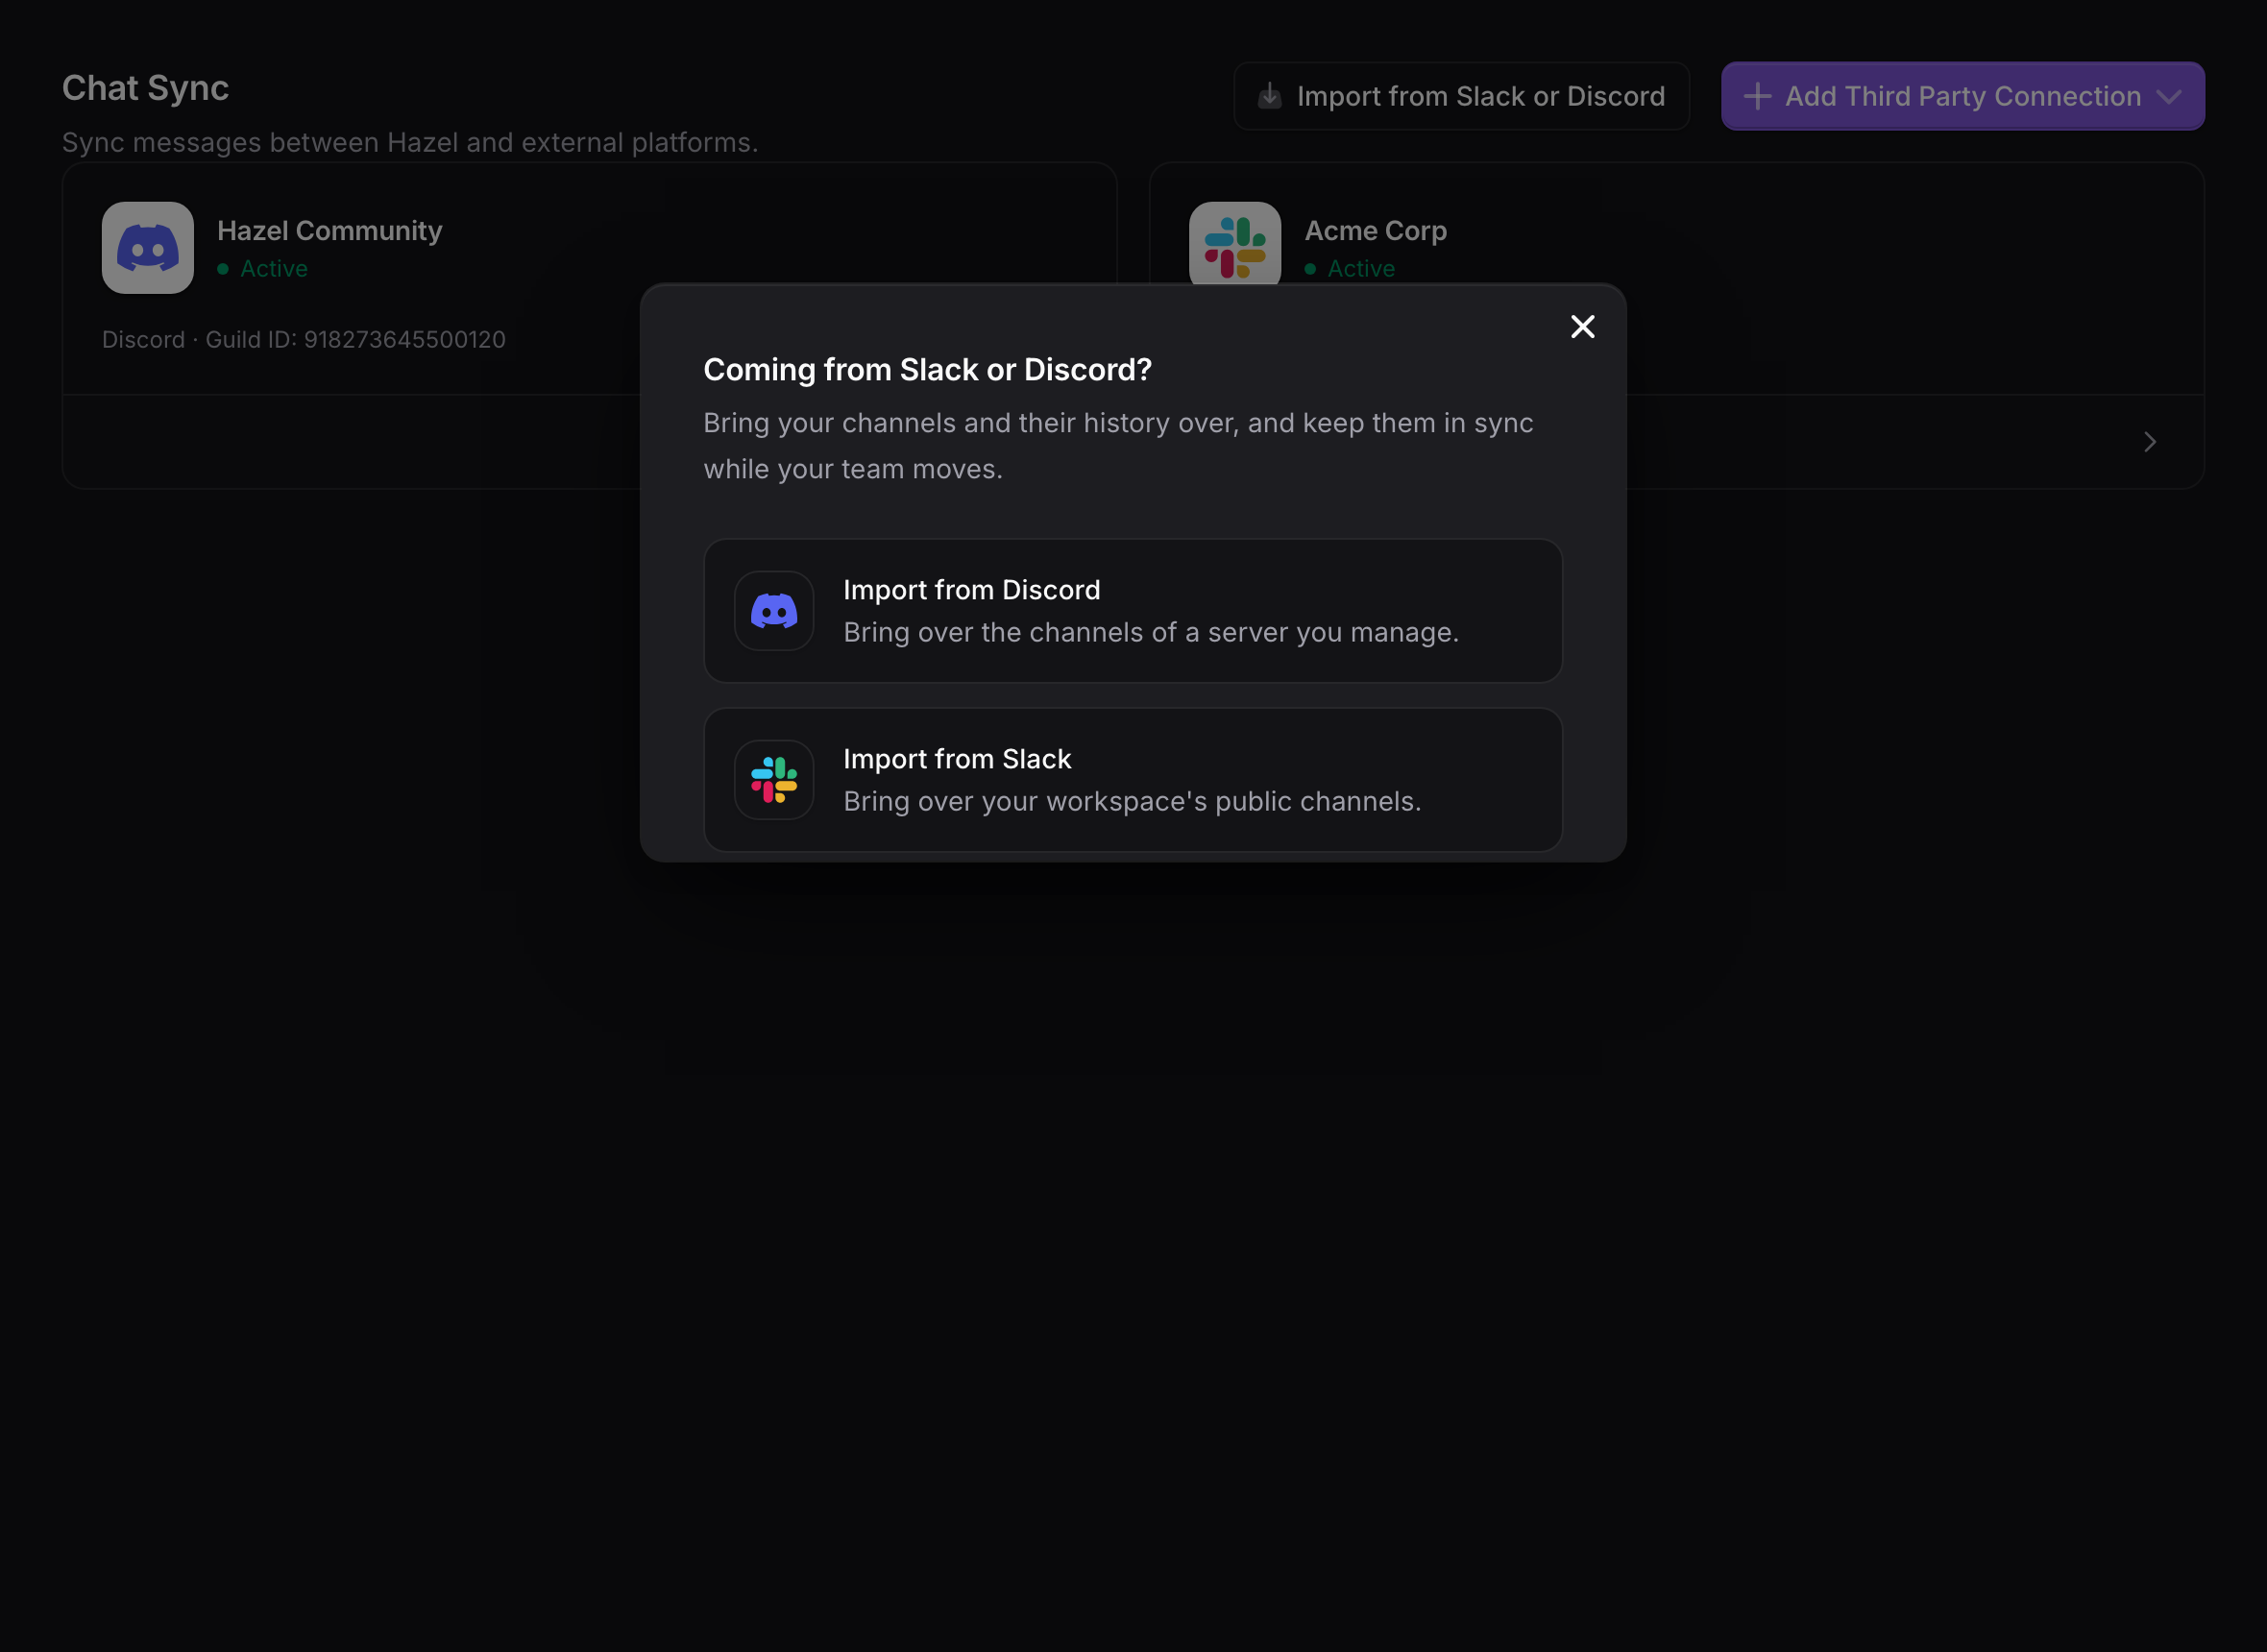 Chat Sync
Sync messages between Hazel and external platforms.
Import from Slack or Discord
Add Third Party Connection
Hazel Community
Active
Discord · Guild ID: 918273645500120
Acme Corp
Active
Coming from Slack or Discord?
Bring your channels and their history over, and keep them in sync
while your team moves.
Import from Discord
Bring over the channels of a server you manage.
Import from Slack
Bring over your workspace's public channels.